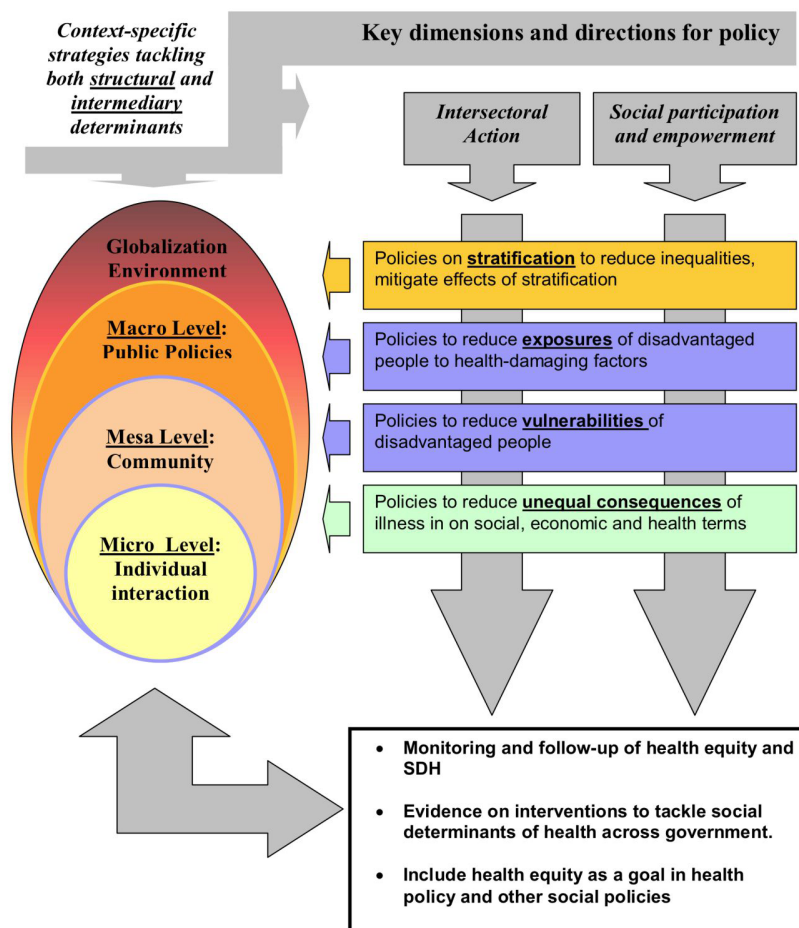 Context-specific
strategies tackling
both structural and
intermediary
determinants
Key dimensions and directions for policy
Intersectoral
Action
Social participation
and empowerment
Globalization
Environment
Macro Level:
Public Policies
Mesa Level:
Community
Micro Level:
Individual
interaction
Policies on stratification to reduce inequalities,
mitigate effects of stratification
Policies to reduce exposures of disadvantaged
people to health-damaging factors
Policies to reduce vulnerabilities of
disadvantaged people
Policies to reduce unequal consequences of
illness in on social, economic and health terms
• Monitoring and follow-up of health equity and
SDH
• Evidence on interventions to tackle social
determinants of health across government.
• Include health equity as a goal in health
policy and other social policies